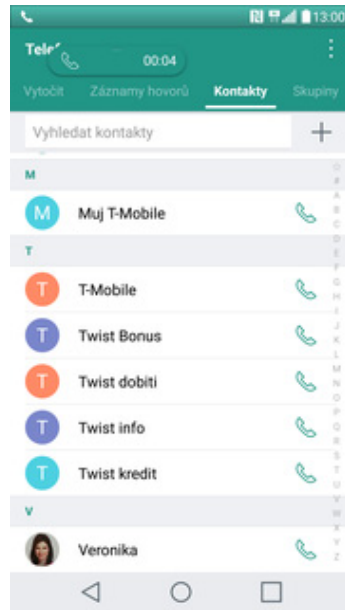 13:00
Telef
00:04
Vytočit Záznamy hovorů Kontakty Skupiny
Vyhledat kontakty
M
M Muj T-Mobile
T
T T-Mobile
T Twist Bonus
T Twist dobiti
T Twist info
T Twist kredit
V
Veronika
#
A
B
C
D
E
F
G
H
I
J
K
L
M
N
O
P
Q
R
S
T
U
V
W
X
Y
Z